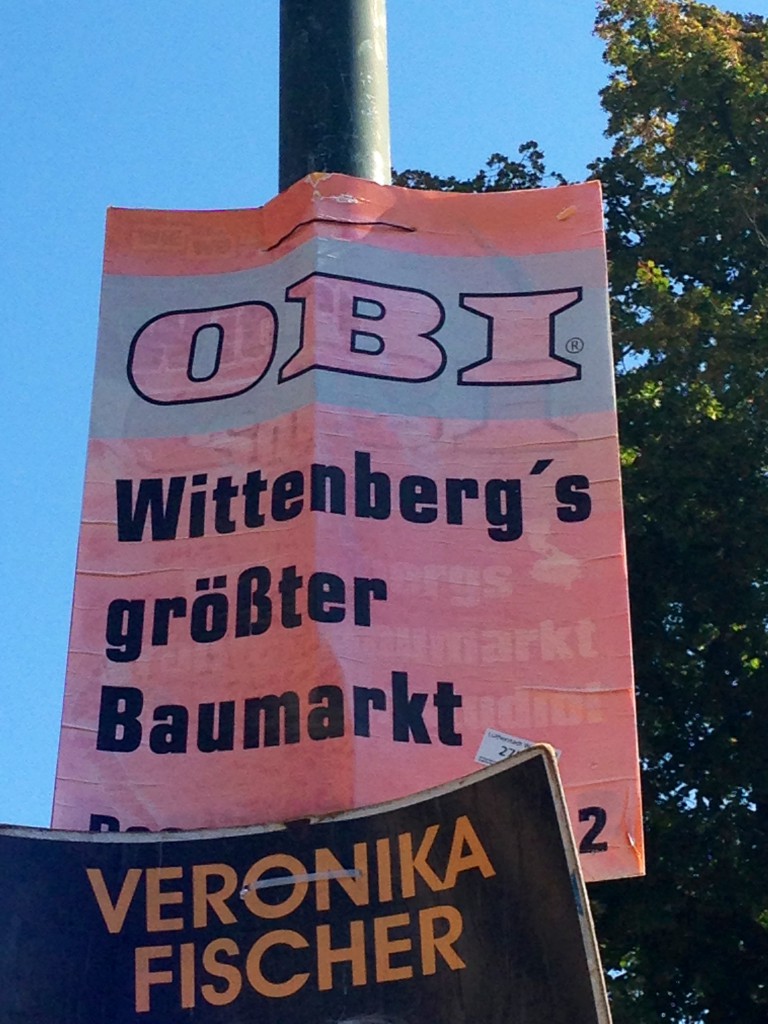 OBI®
Wittenberg´s
größter
Baumarkt
2
VERONIKA
FISCHER